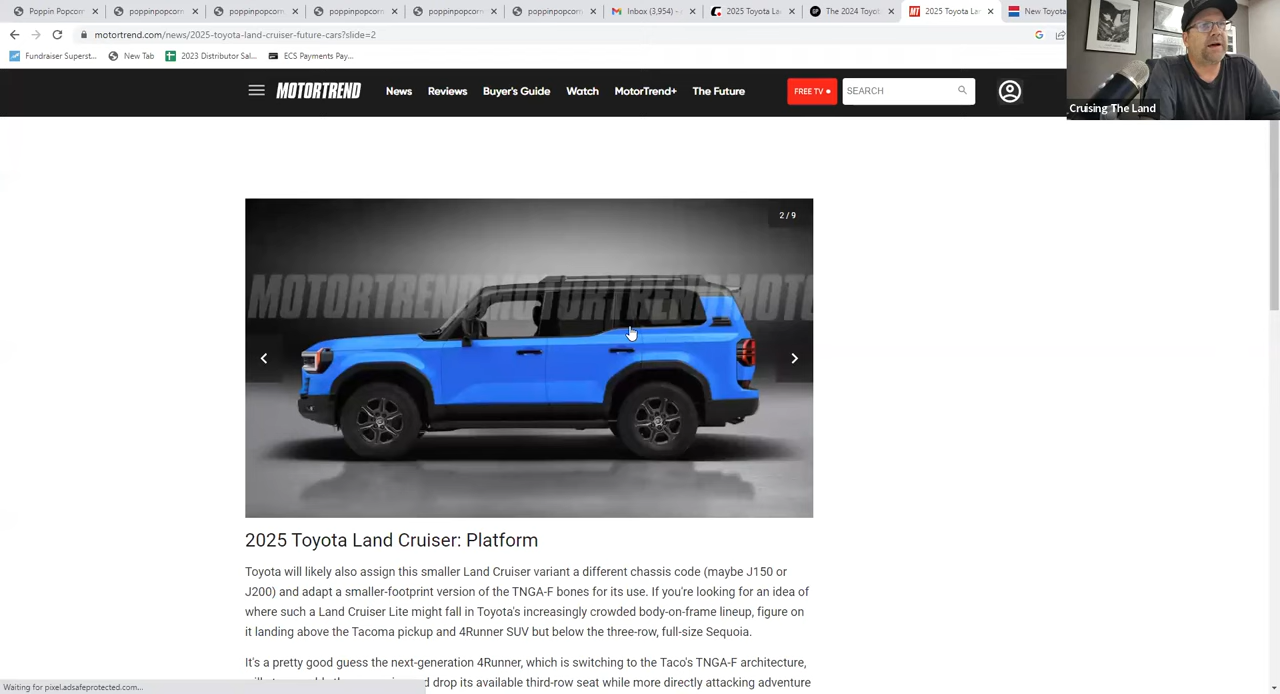 Poppin Popcorn
poppinpopcorn
poppinpopcorn
poppinpopcorn
poppinpopcorn
poppinpopcorn
Inbox (3,954) -
2025 Toyota La
The 2024 Toyo
2025 Toyota La
New Toyota
motortrend.com/news/2025-toyota-land-cruiser-future-cars?slide=2
Fundraiser Superst...
New Tab
2023 Distributor Sal...
ECS Payments Pay...
MOTORTREND
News
Reviews
Buyer's Guide
Watch
MotorTrend+
The Future
FREE TV
SEARCH
Cruising The Land
2 / 9
MOTORTREND MOTORTREND MOTO
2025 Toyota Land Cruiser: Platform
Toyota will likely also assign this smaller Land Cruiser variant a different chassis code (maybe J150 or
J200) and adapt a smaller-footprint version of the TNGA-F bones for its use. If you're looking for an idea of
where such a Land Cruiser Lite might fall in Toyota's increasingly crowded body-on-frame lineup, figure on
it landing above the Tacoma pickup and 4Runner SUV but below the three-row, full-size Sequoia.
It's a pretty good guess the next-generation 4Runner, which is switching to the Taco's TNGA-F architecture,
drop its available third-row seat while more directly attacking adventure
Waiting for pixel.adsafeprotected.com...